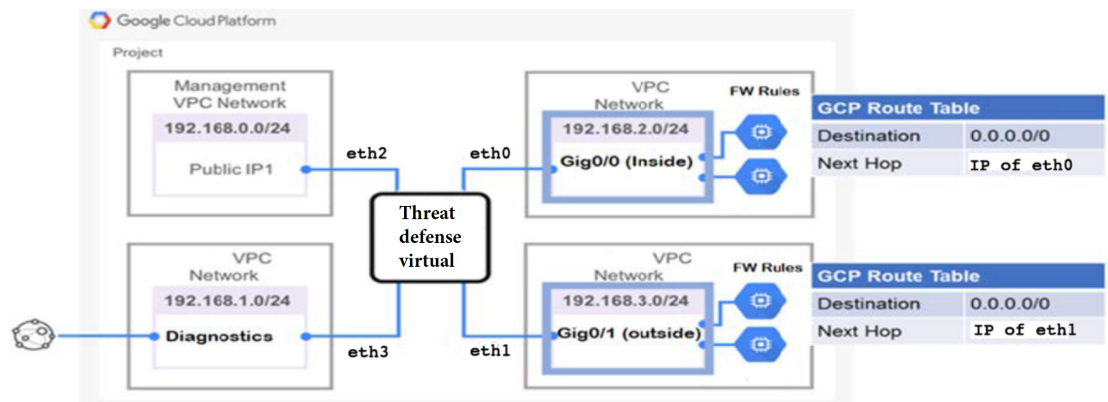 Google Cloud Platform
Project
Management
VPC Network
192.168.0.0/24
Public IP1
eth2
eth0
VPC
Network
FW Rules
192.168.2.0/24
Gig0/0 (Inside)
GCP Route Table
Destination 0.0.0.0/0
Next Hop IP of eth0
Threat
defense
virtual
VPC
Network
192.168.1.0/24
Diagnostics
eth3
eth1
VPC
Network
FW Rules
192.168.3.0/24
Gig0/1 (outside)
GCP Route Table
Destination 0.0.0.0/0
Next Hop IP of eth1